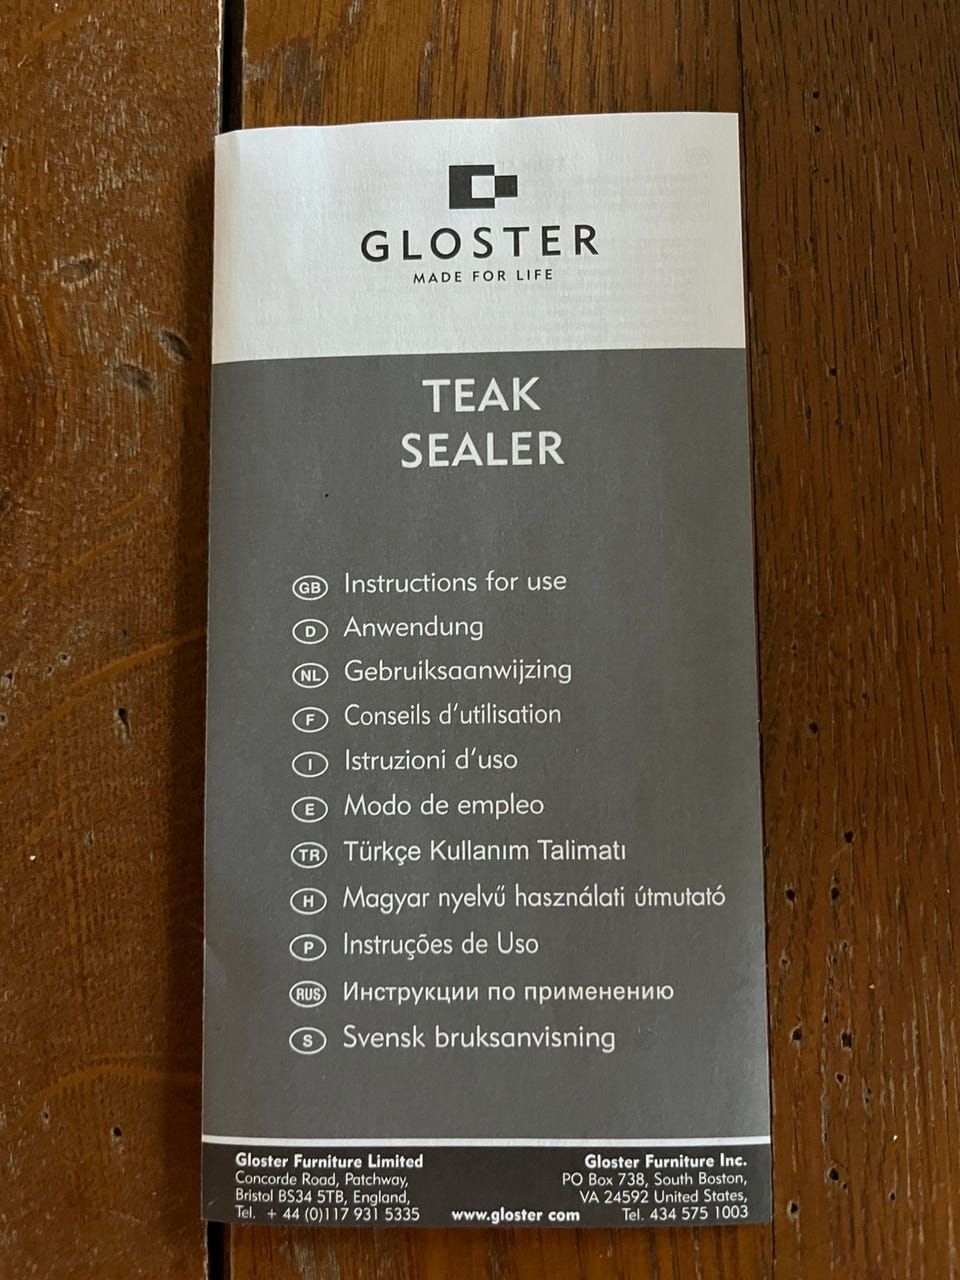 GLOSTER
MADE FOR LIFE
TEAK
SEALER
GB Instructions for use
D Anwendung
NL Gebruiksaanwijzing
F Conseils d'utilisation
I Istruzioni d'uso
E Modo de empleo
TR Türkçe Kullanım Talimatı
H Magyar nyelvű használati útmutató
P Instruções de Uso
RUS Инструкции по применению
S Svensk bruksanvisning
Gloster Furniture Limited
Concorde Road, Patchway,
Bristol BS34 5TB, England,
Tel. + 44 (0)117 931 5335
www.gloster.com
Gloster Furniture Inc.
PO Box 738, South Boston,
VA 24592 United States,
Tel. 434 575 1003